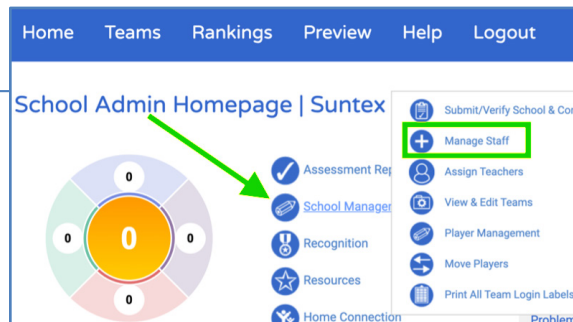 Home Teams Rankings Preview Help Logout
School Admin Homepage | Suntex
0
0 0 0
0
Assessment Rep
School Manager
Recognition
Resources
Home Connection
Submit/Verify School & Con
Manage Staff
Assign Teachers
View & Edit Teams
Player Management
Move Players
Print All Team Login Labels
Problem